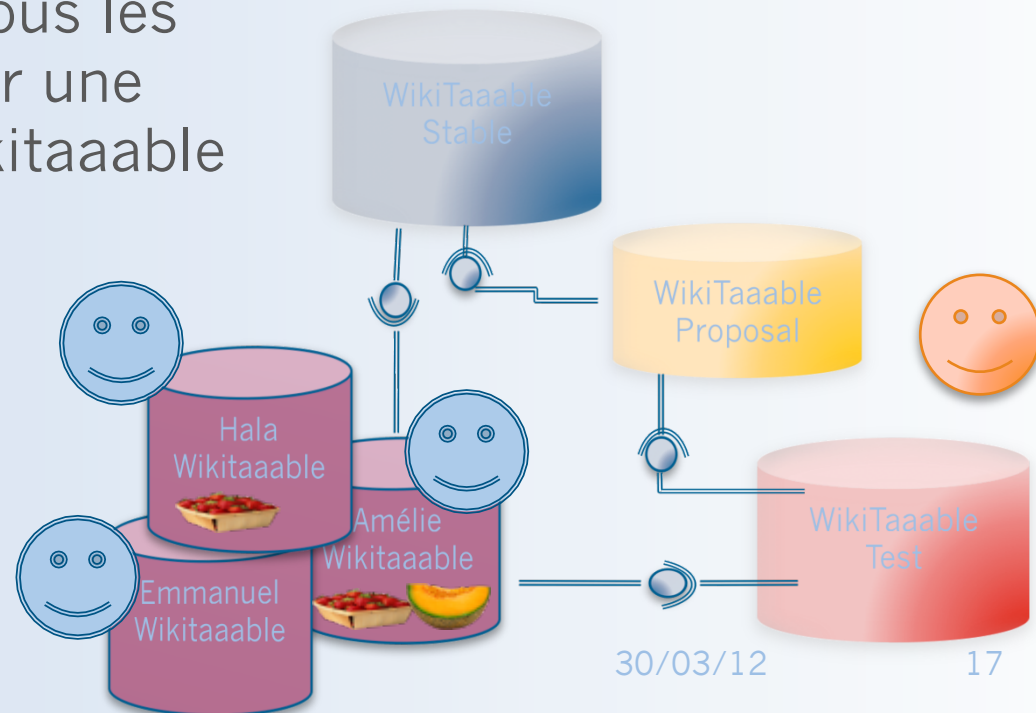 ous les
r une
kitaaable
WikiTaaable
Stable
WikiTaaable
Proposal
Hala
Wikitaaable
Amélie
Wikitaaable
Emmanuel
Wikitaaable
WikiTaaable
Test
30/03/12
17